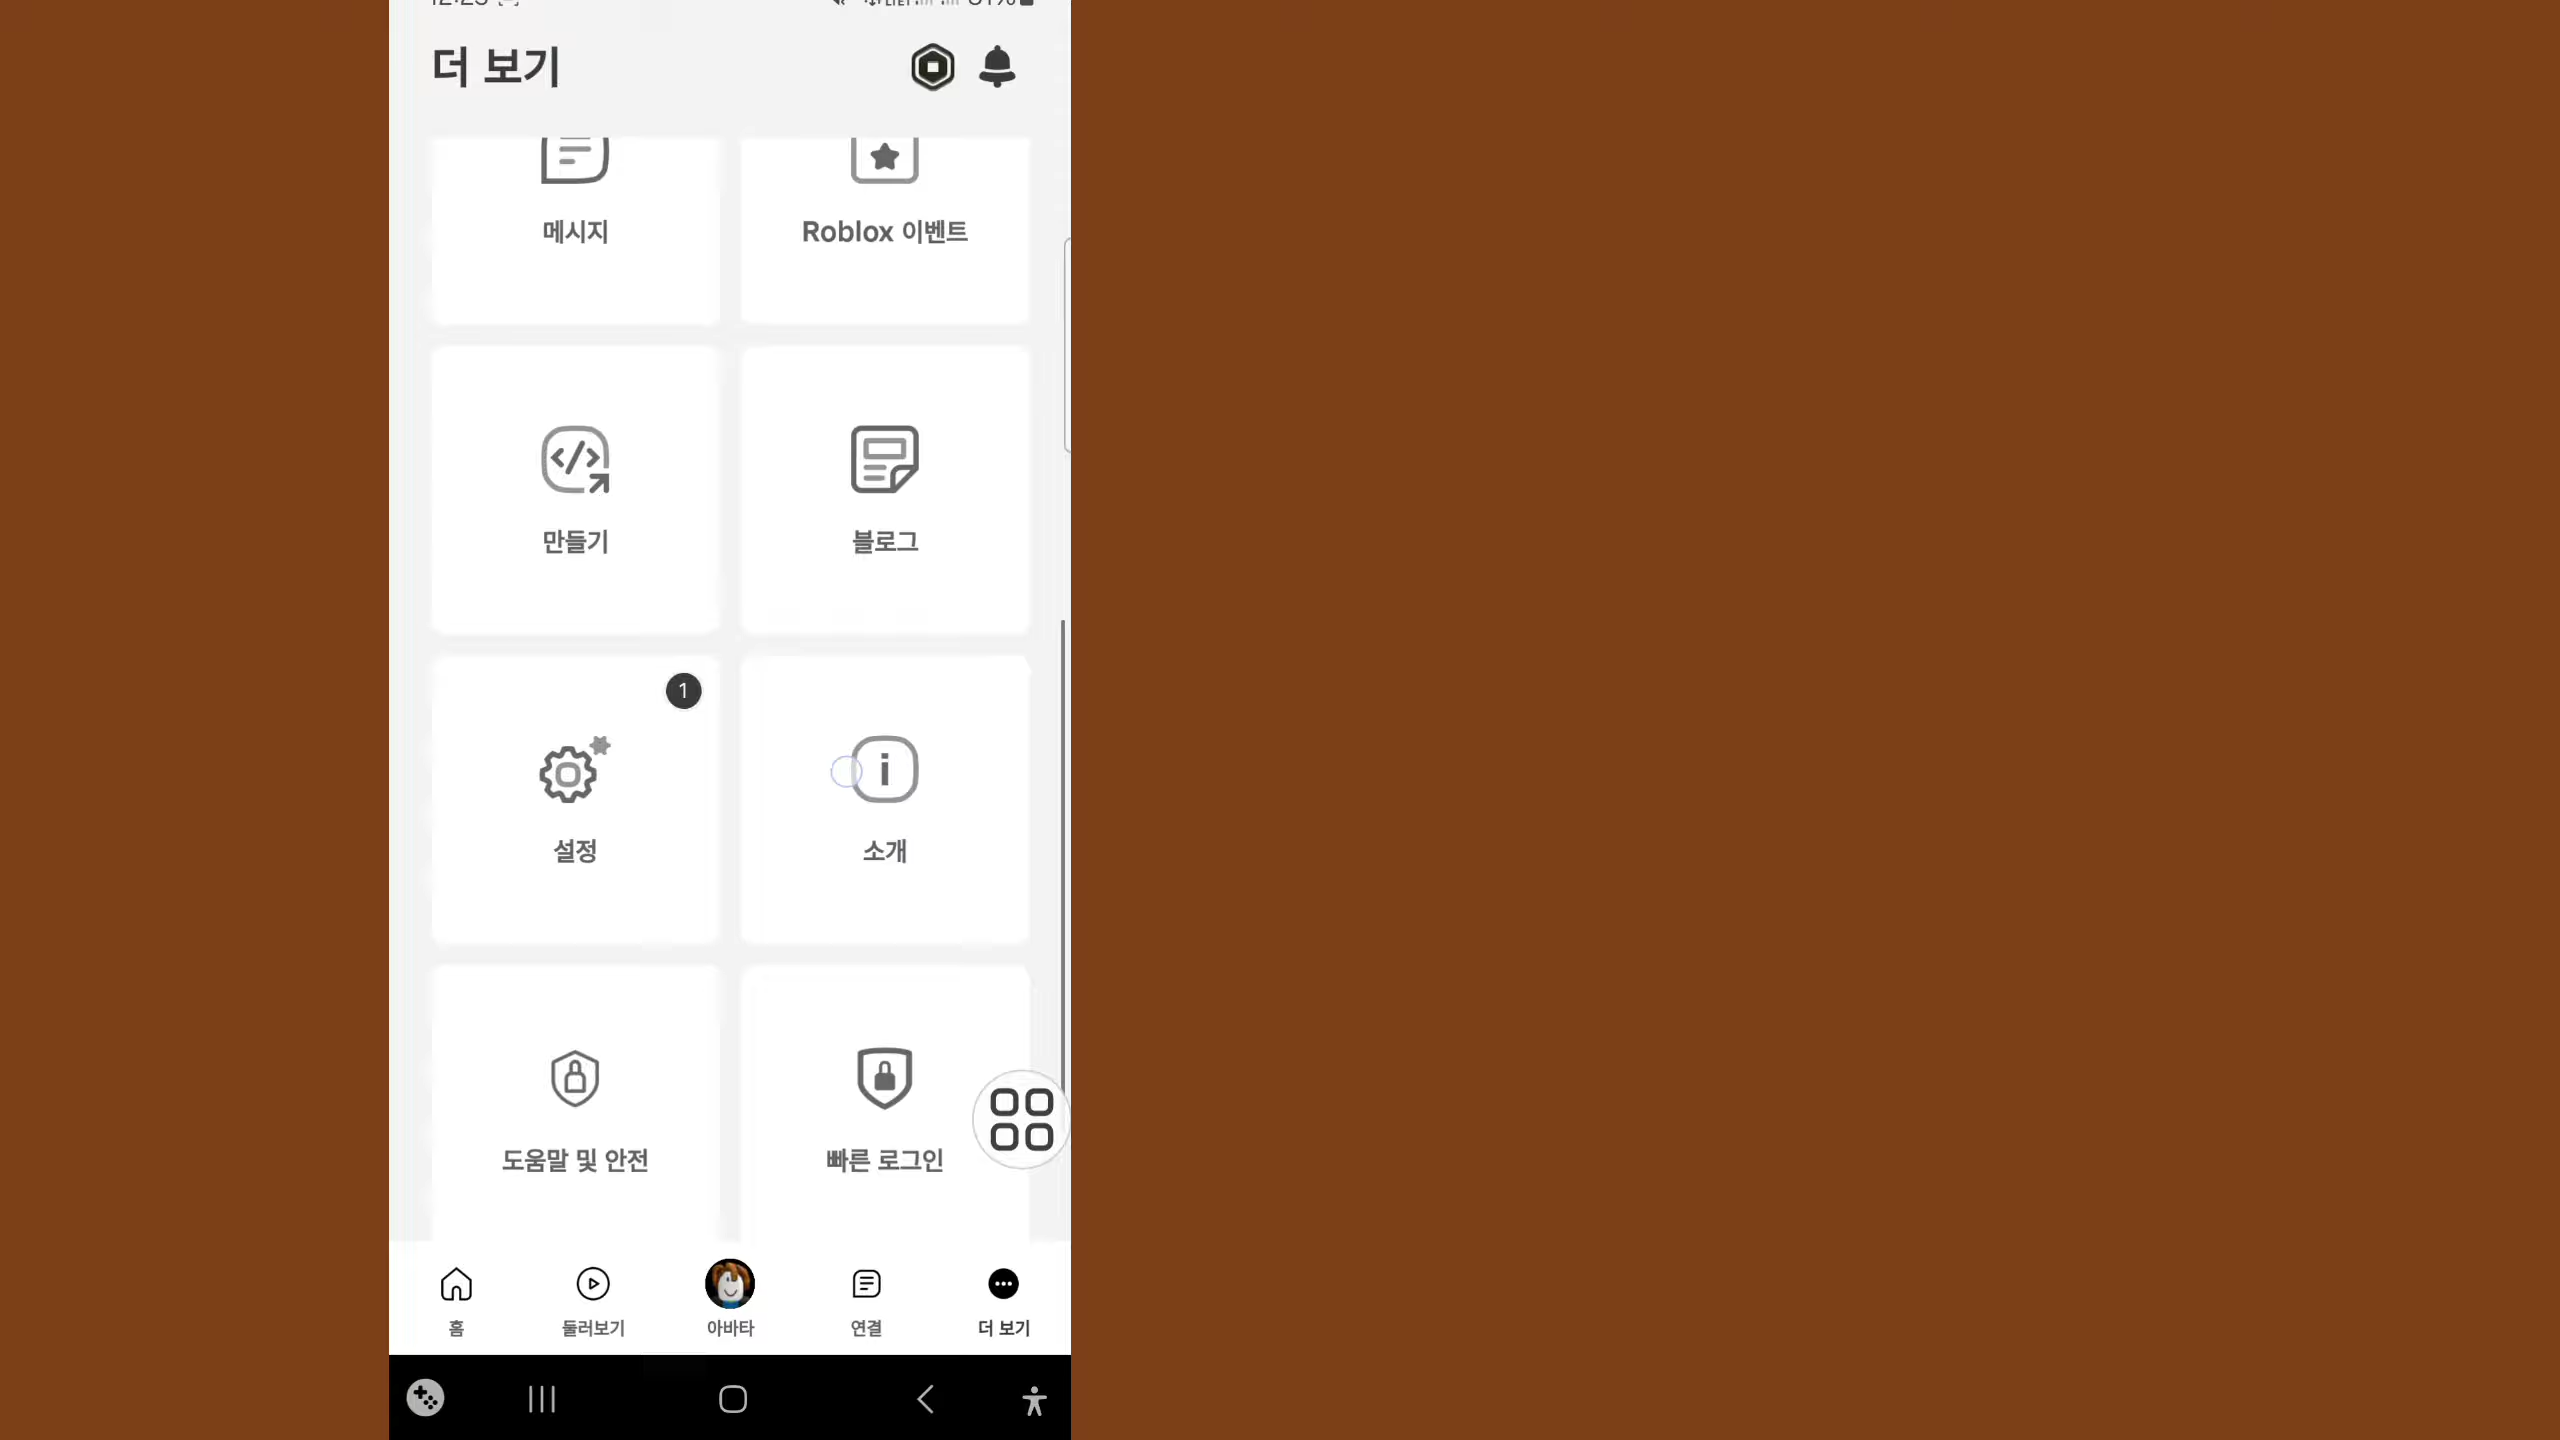 더 보기
메시지
Roblox 이벤트
만들기
블로그
1
설정
소개
도움말 및 안전
빠른 로그인
홈
둘러보기
아바타
연결
더 보기